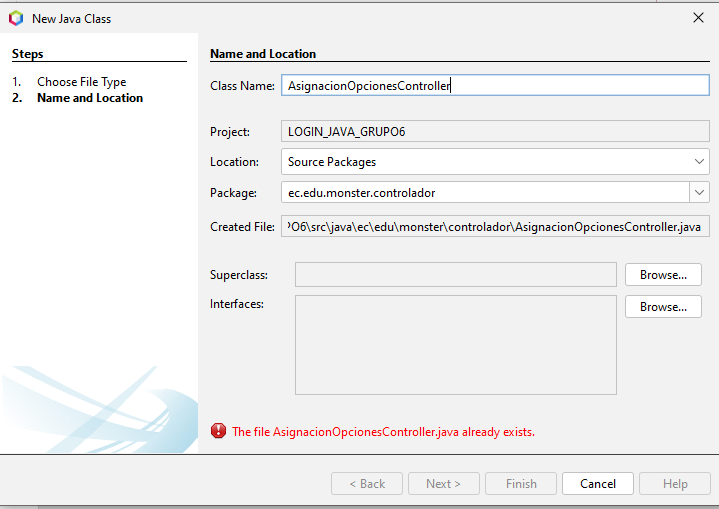 New Java Class
Steps
1. Choose File Type
2. Name and Location
Name and Location
Class Name: AsignacionOpcionesController
Project: LOGIN_JAVA_GRUPO6
Location: Source Packages
Package: ec.edu.monster.controlador
Created File: PO6\src\java\ec\edu\monster\controlador\AsignacionOpcionesController.java
Superclass: Browse...
Interfaces: Browse...
The file AsignacionOpcionesController.java already exists.
< Back Next > Finish Cancel Help